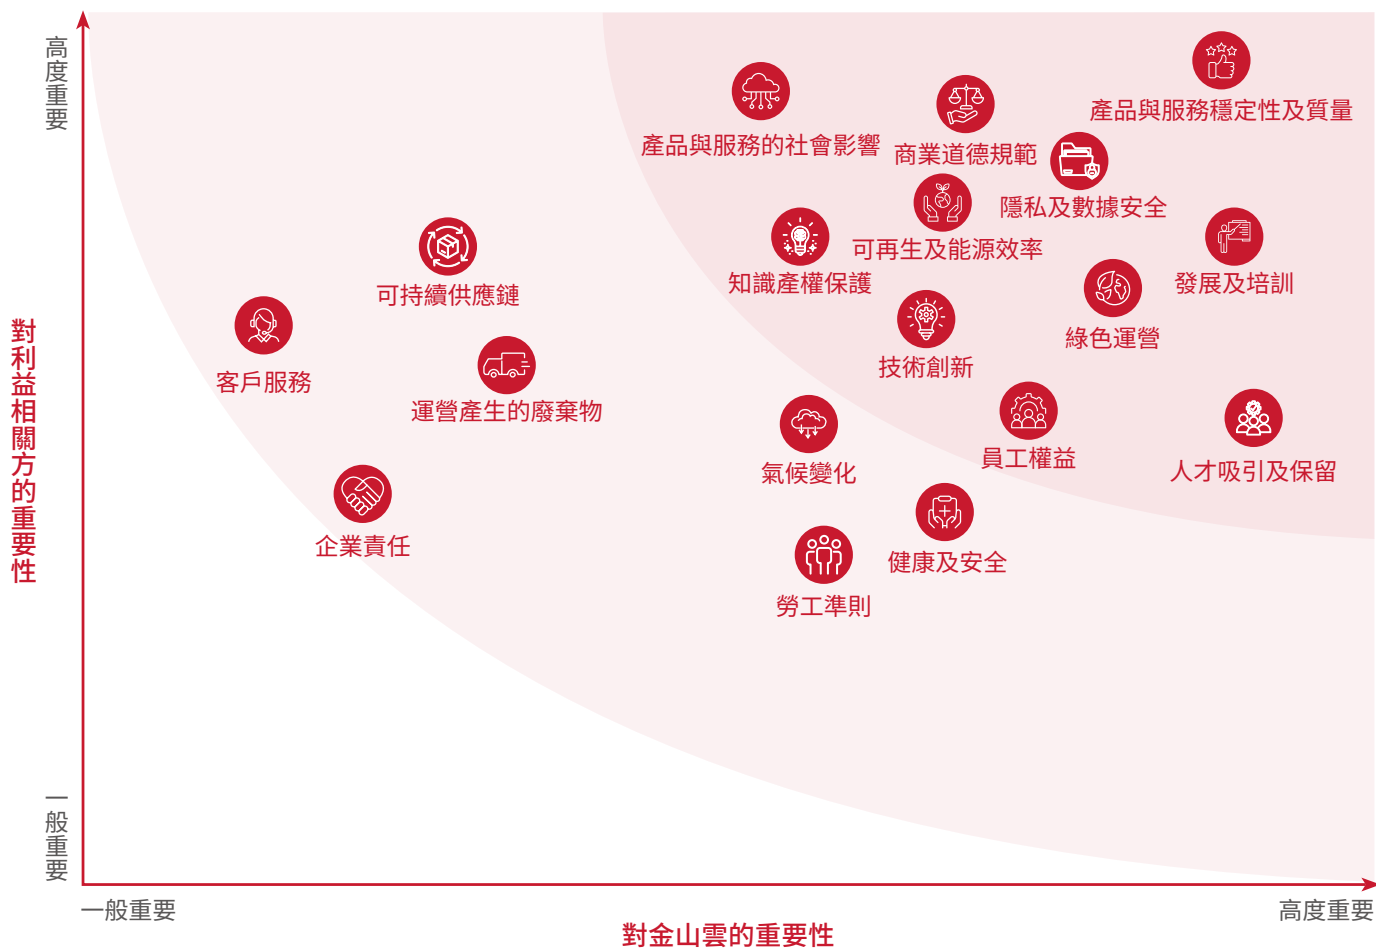 高度重要
產品與服務穩定性及質量
產品與服務的社會影響
商業道德規範
隱私及數據安全
可再生及能源效率
知識產權保護
發展及培訓
可持續供應鏈
綠色運營
技術創新
客戶服務
運營產生的廢棄物
員工權益
人才吸引及保留
氣候變化
企業責任
健康及安全
勞工準則
對利益相關方的重要性
一般重要
一般重要
高度重要
對金山雲的重要性